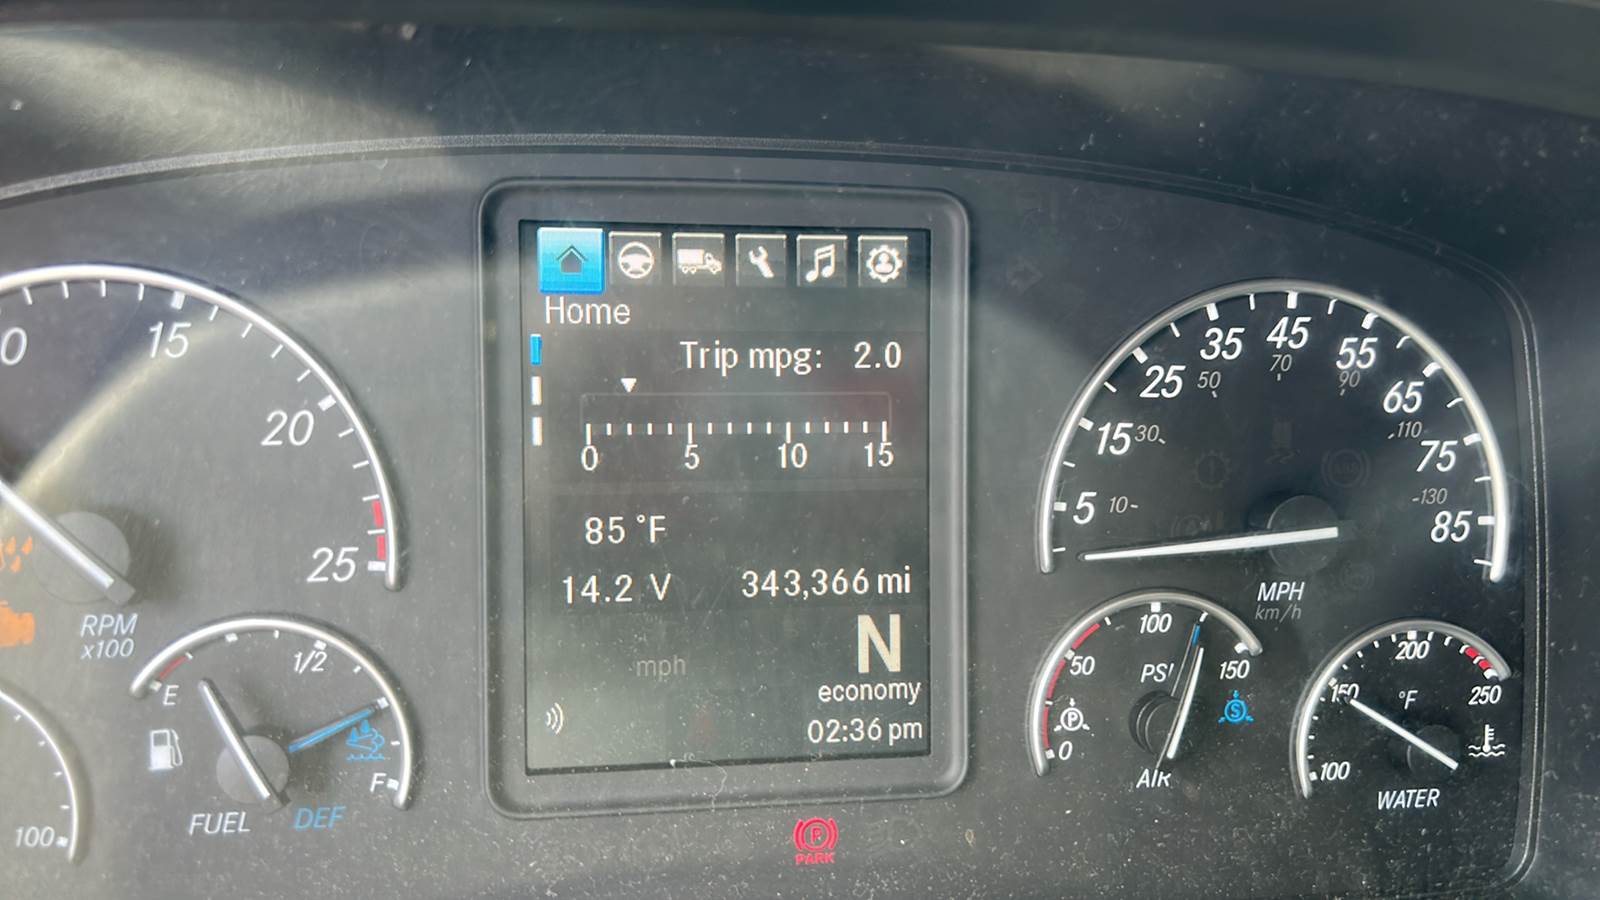 Home
Trip mpg: 2.0
0 5 10 15
85 °F
14.2 V 343,366 mi
mph
N
economy
02:36 pm
15
20
25
RPM
x100
E 1/2 F
FUEL DEF
100
5 15 25 35 45 55 65 75 85
10 30 50 70 90 110 130
MPH
km/h
0 50 100 150
PSI
P
S
AIR
100 150 200 250
°F
WATER
P
PARK